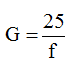 G = 25/f